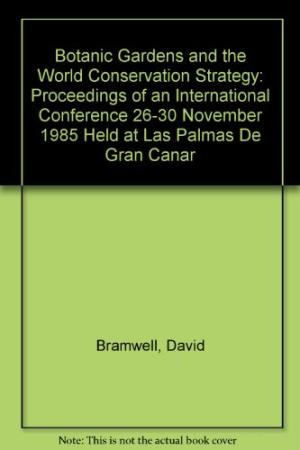 Botanic Gardens and the
World Conservation Strategy:
Proceedings of an International
Conference 26-30 November
1985 Held at Las Palmas De
Gran Canar
Bramwell, David
Note: This is not the actual book cover